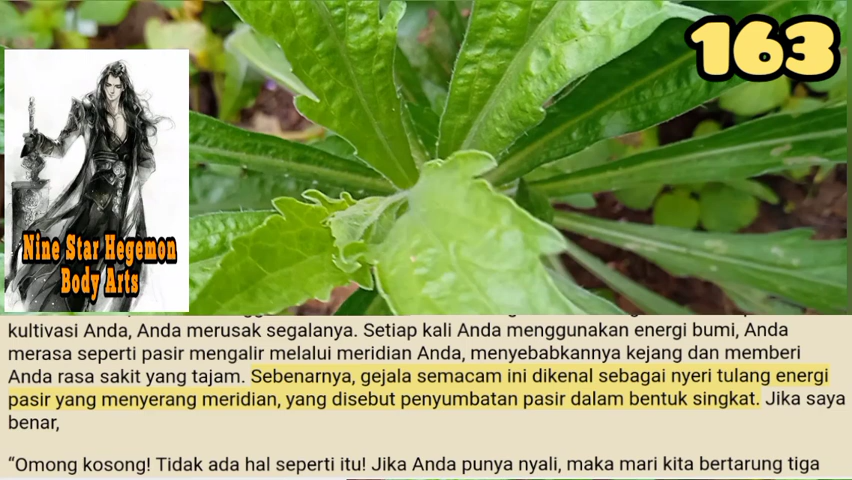 163
Nine Star Hegemon
Body Arts
kultivasi Anda, Anda merusak segalanya. Setiap kali Anda menggunakan energi bumi, Anda
merasa seperti pasir mengalir melalui meridian Anda, menyebabkannya kejang dan memberi
Anda rasa sakit yang tajam. Sebenarnya, gejala semacam ini dikenal sebagai nyeri tulang energi
pasir yang menyerang meridian, yang disebut penyumbatan pasir dalam bentuk singkat. Jika saya
benar,
“Omong kosong! Tidak ada hal seperti itu! Jika Anda punya nyali, maka mari kita bertarung tiga